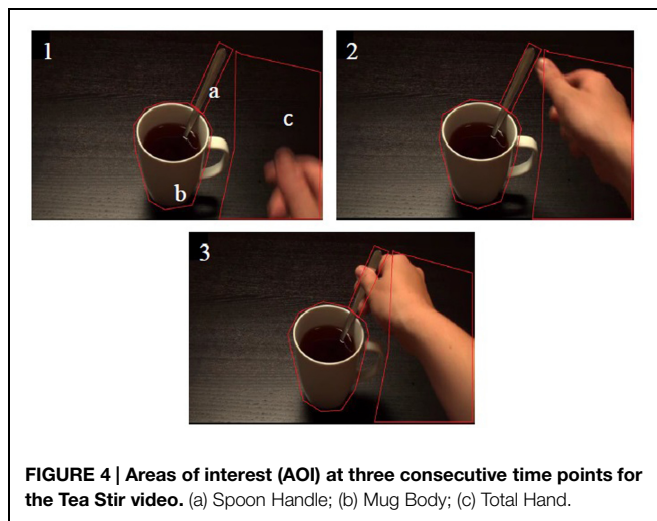 1
2
a
c
b
3
FIGURE 4 | Areas of interest (AOI) at three consecutive time points for
the Tea Stir video. (a) Spoon Handle; (b) Mug Body; (c) Total Hand.